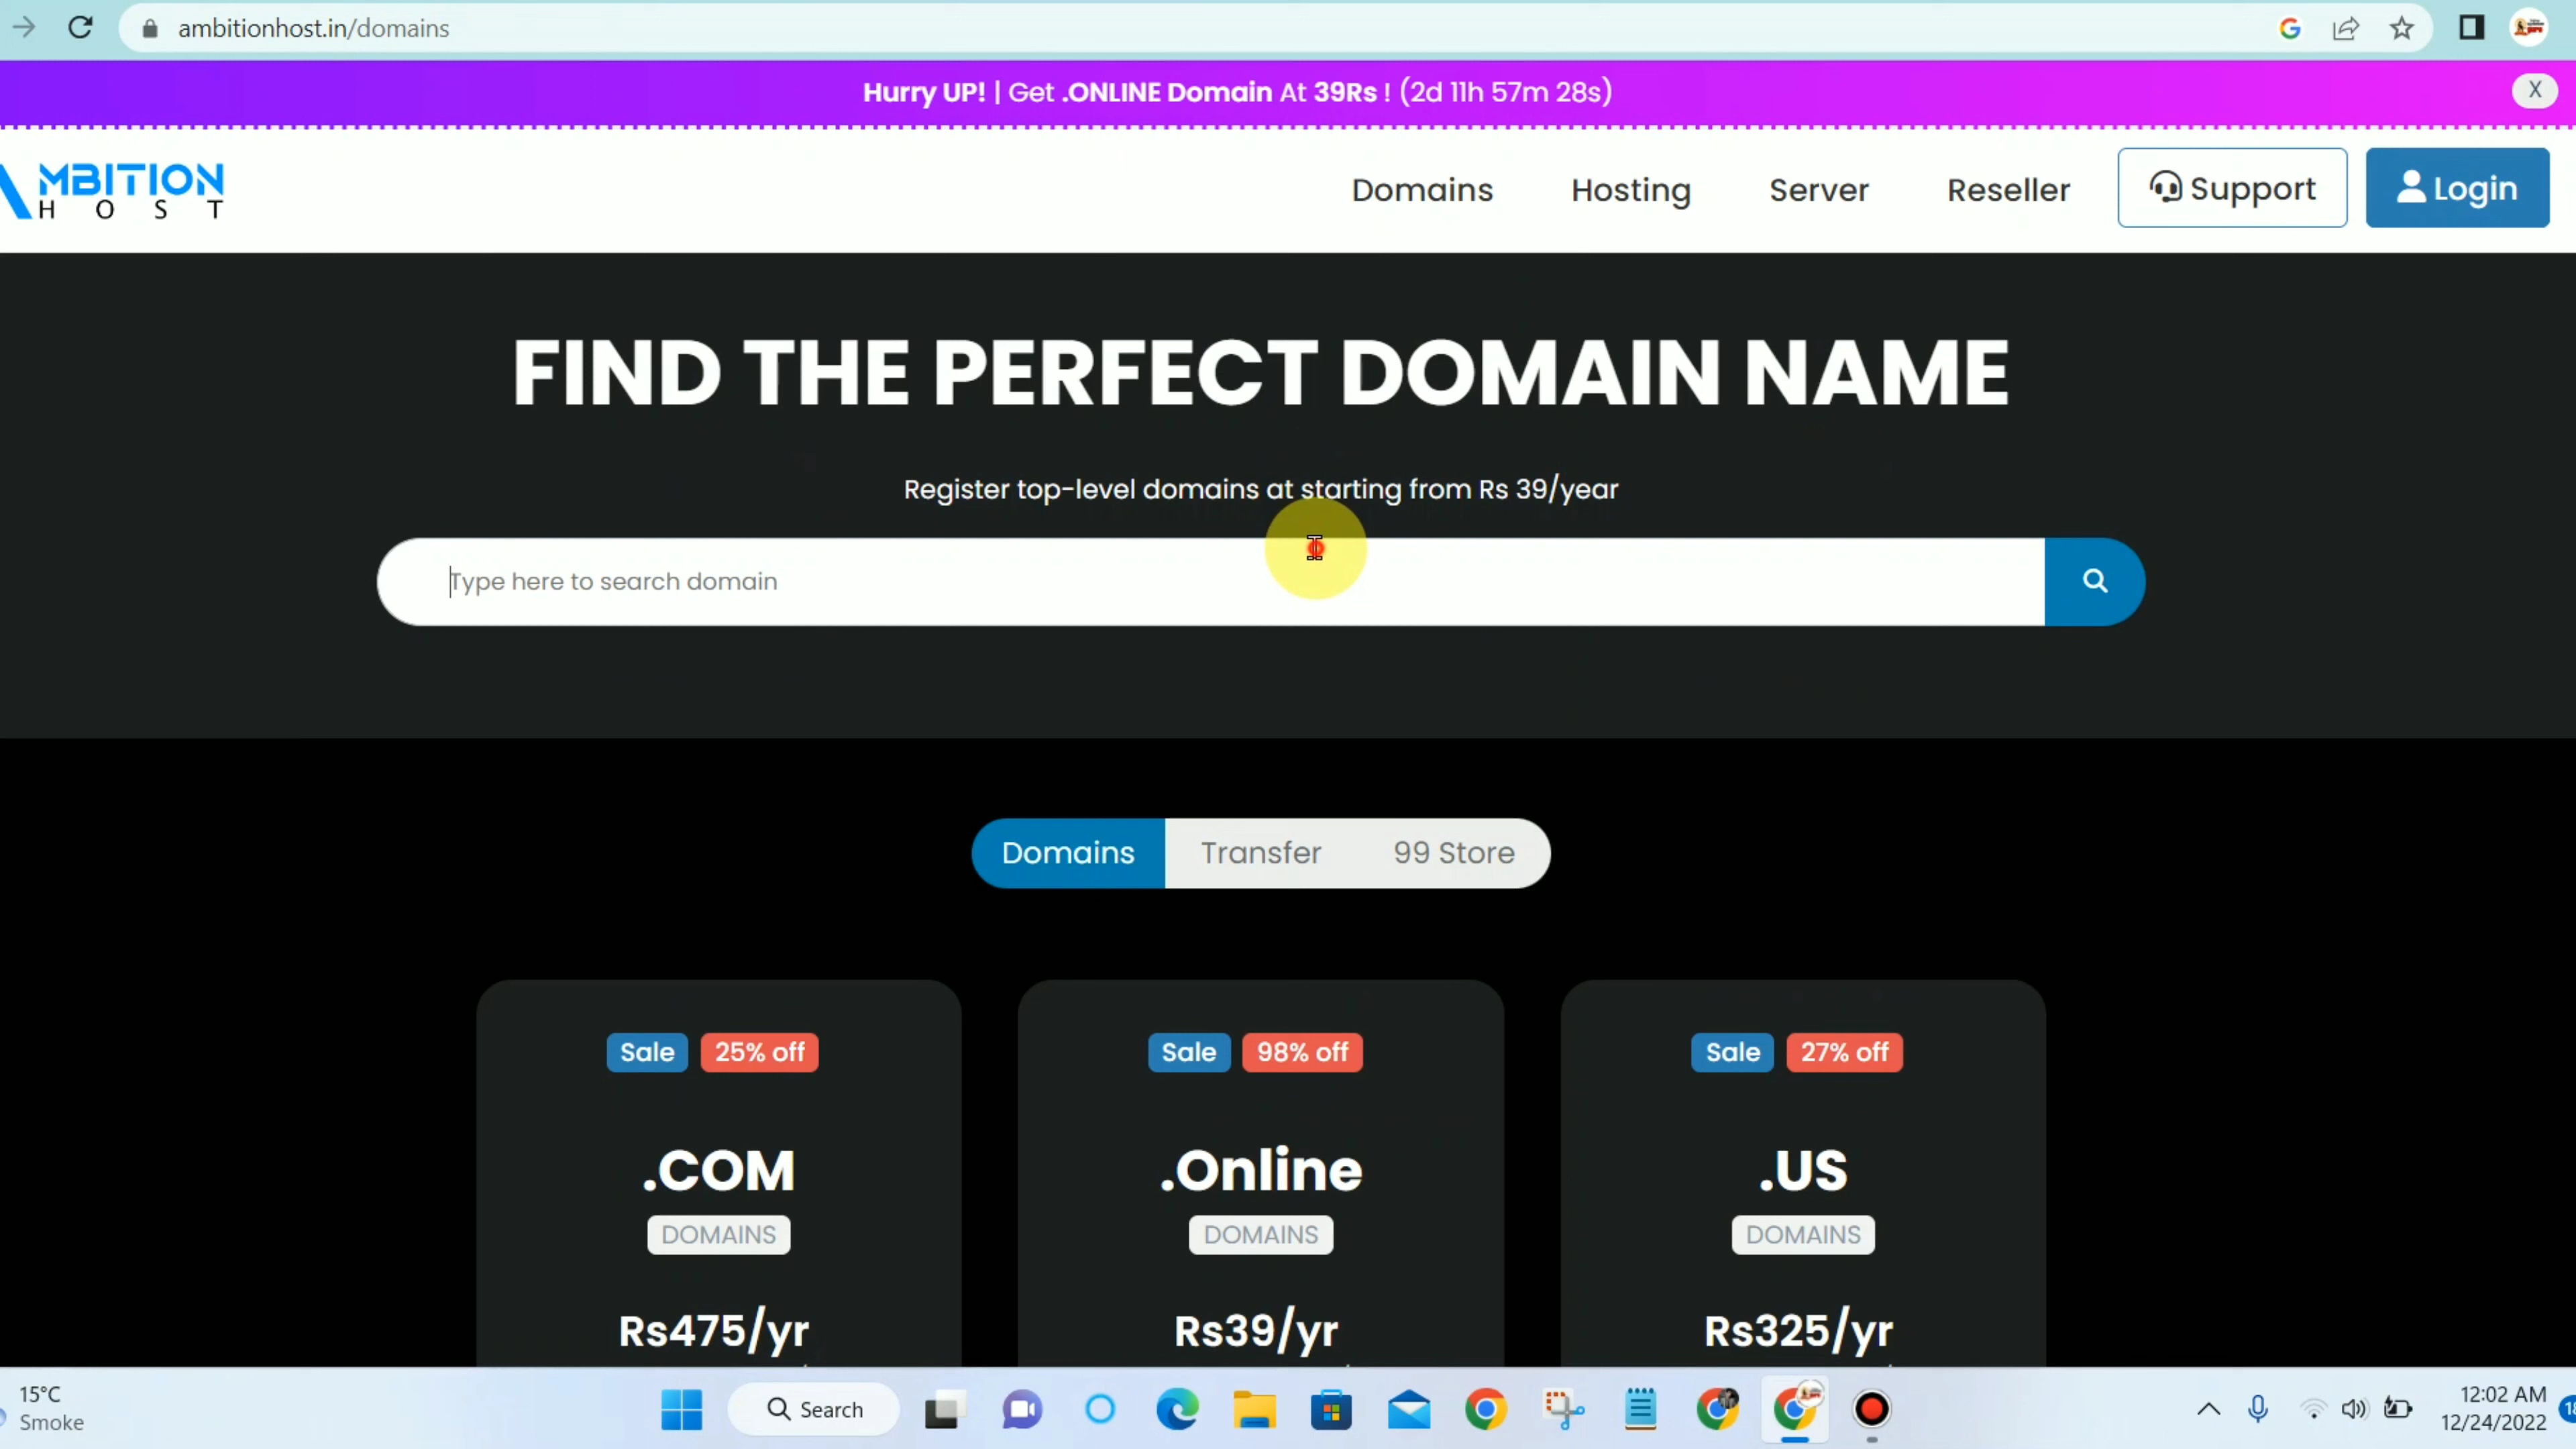 ambitionhost.in/domains
Hurry UP! | Get .ONLINE Domain At 39Rs ! (2d 11h 57m 28s)
X
MBITION
HOST
Domains
Hosting
Server
Reseller
Support
Login
FIND THE PERFECT DOMAIN NAME
Register top-level domains at starting from Rs 39/year
Type here to search domain
Domains
Transfer
99 Store
Sale
25% off
Sale
98% off
Sale
27% off
.COM
.Online
.US
DOMAINS
DOMAINS
DOMAINS
Rs475/yr
Rs39/yr
Rs325/yr
15°C
Smoke
Search
12:02 AM
12/24/2022